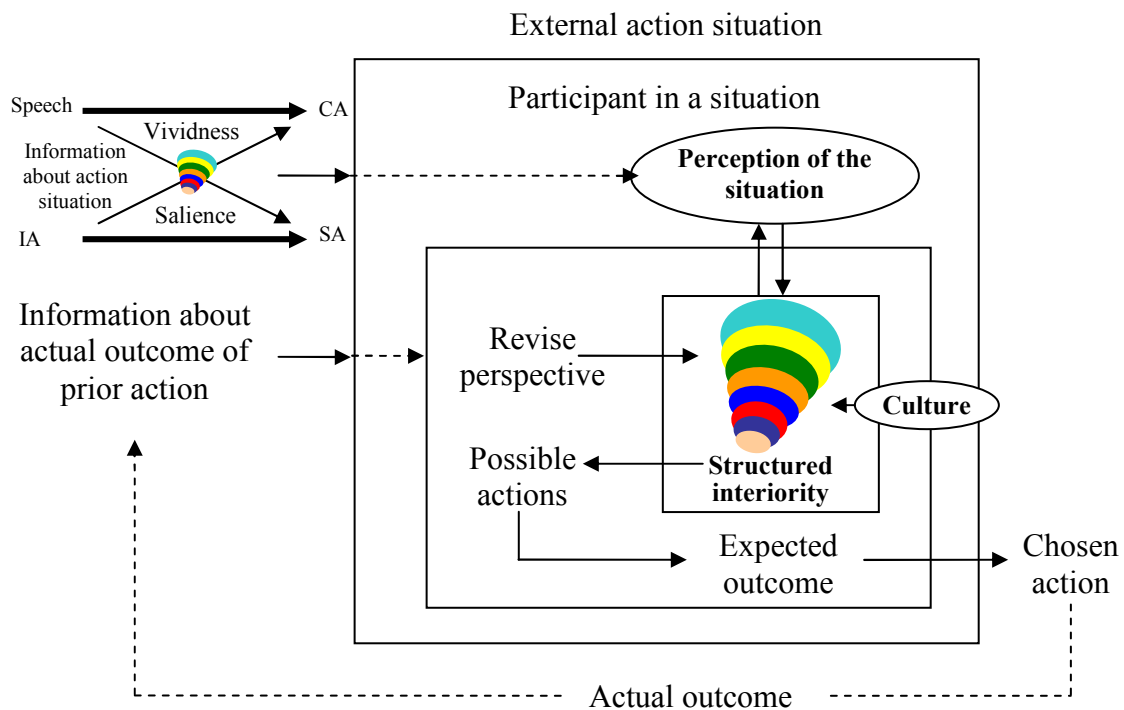 External action situation
Speech
CA
Participant in a situation
Vividness
Information
about action
situation
Perception of the
situation
Salience
IA
SA
Information about
actual outcome of
prior action
Revise
perspective
Culture
Possible
actions
Structured
interiority
Expected
outcome
Chosen
action
Actual outcome